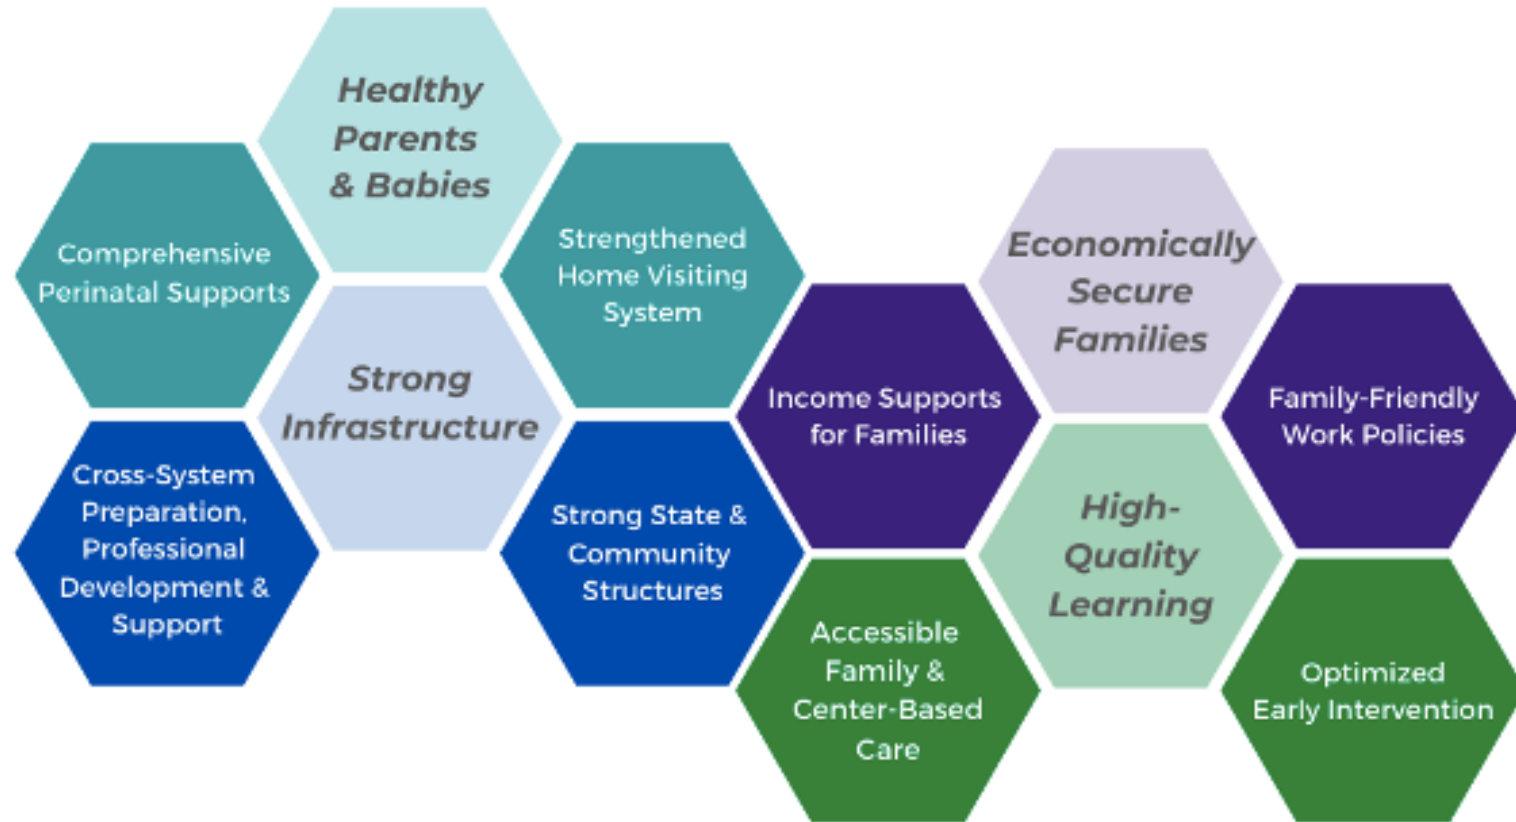 Healthy
Parents
& Babies
Comprehensive
Perinatal Supports
Strengthened
Home Visiting
System
Strong
Infrastructure
Cross-System
Preparation,
Professional
Development &
Support
Strong State &
Community
Structures
Economically
Secure
Families
Income Supports
for Families
Family-Friendly
Work Policies
High-
Quality
Learning
Accessible
Family &
Center-Based
Care
Optimized
Early Intervention